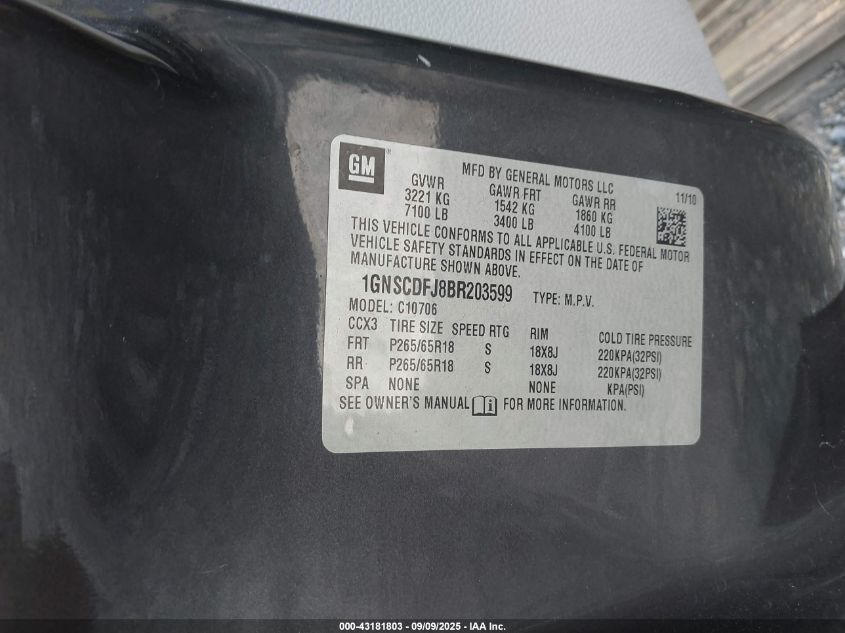 GM
MFD BY GENERAL MOTORS LLC
11/10
GVWR GAWR FRT GAWR RR
3221 KG 1542 KG 1860 KG
7100 LB 3400 LB 4100 LB
THIS VEHICLE CONFORMS TO ALL APPLICABLE U.S. FEDERAL MOTOR
VEHICLE SAFETY STANDARDS IN EFFECT ON THE DATE OF
MANUFACTURE SHOWN ABOVE.
1GNSCDFJ8BR203599 TYPE: M.P.V.
MODEL: C10706
CCX3 TIRE SIZE SPEED RTG RIM COLD TIRE PRESSURE
FRT P265/65R18 S 18X8J 220KPA(32PSI)
RR P265/65R18 S 18X8J 220KPA(32PSI)
SPA NONE NONE KPA(PSI)
SEE OWNER'S MANUAL FOR MORE INFORMATION.
000-43181803 / 09/09/2025 - IAA Inc.